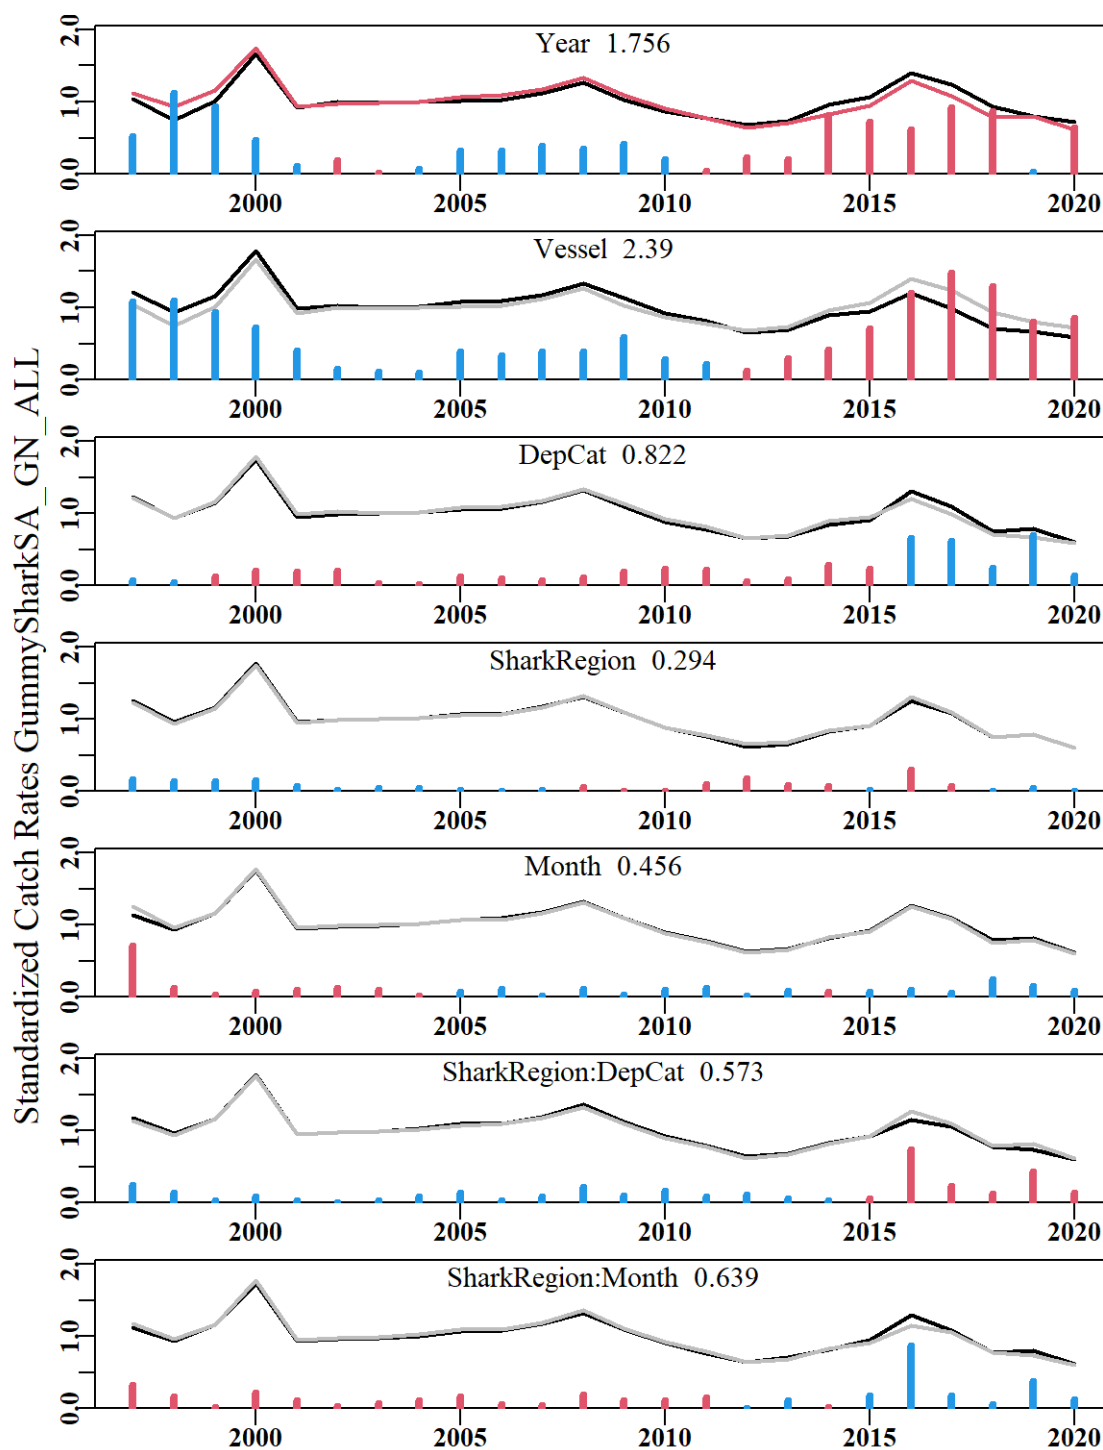 Standardized Catch Rates GummySharkSA_GN_ALL
Year 1.756
2.0
1.0
0.0
2000 2005 2010 2015 2020
Vessel 2.39
2.0
1.0
0.0
2000 2005 2010 2015 2020
DepCat 0.822
2.0
1.0
0.0
2000 2005 2010 2015 2020
SharkRegion 0.294
2.0
1.0
0.0
2000 2005 2010 2015 2020
Month 0.456
2.0
1.0
0.0
2000 2005 2010 2015 2020
SharkRegion:DepCat 0.573
2.0
1.0
0.0
2000 2005 2010 2015 2020
SharkRegion:Month 0.639
2.0
1.0
0.0
2000 2005 2010 2015 2020